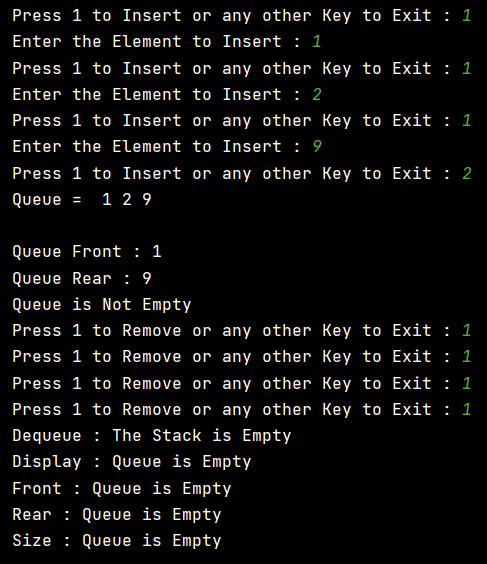 Press 1 to Insert or any other Key to Exit : 1
Enter the Element to Insert : 1
Press 1 to Insert or any other Key to Exit : 1
Enter the Element to Insert : 2
Press 1 to Insert or any other Key to Exit : 1
Enter the Element to Insert : 9
Press 1 to Insert or any other Key to Exit : 2
Queue =  1 2 9
Queue Front : 1
Queue Rear : 9
Queue is Not Empty
Press 1 to Remove or any other Key to Exit : 1
Press 1 to Remove or any other Key to Exit : 1
Press 1 to Remove or any other Key to Exit : 1
Press 1 to Remove or any other Key to Exit : 1
Dequeue : The Stack is Empty
Display : Queue is Empty
Front : Queue is Empty
Rear : Queue is Empty
Size : Queue is Empty